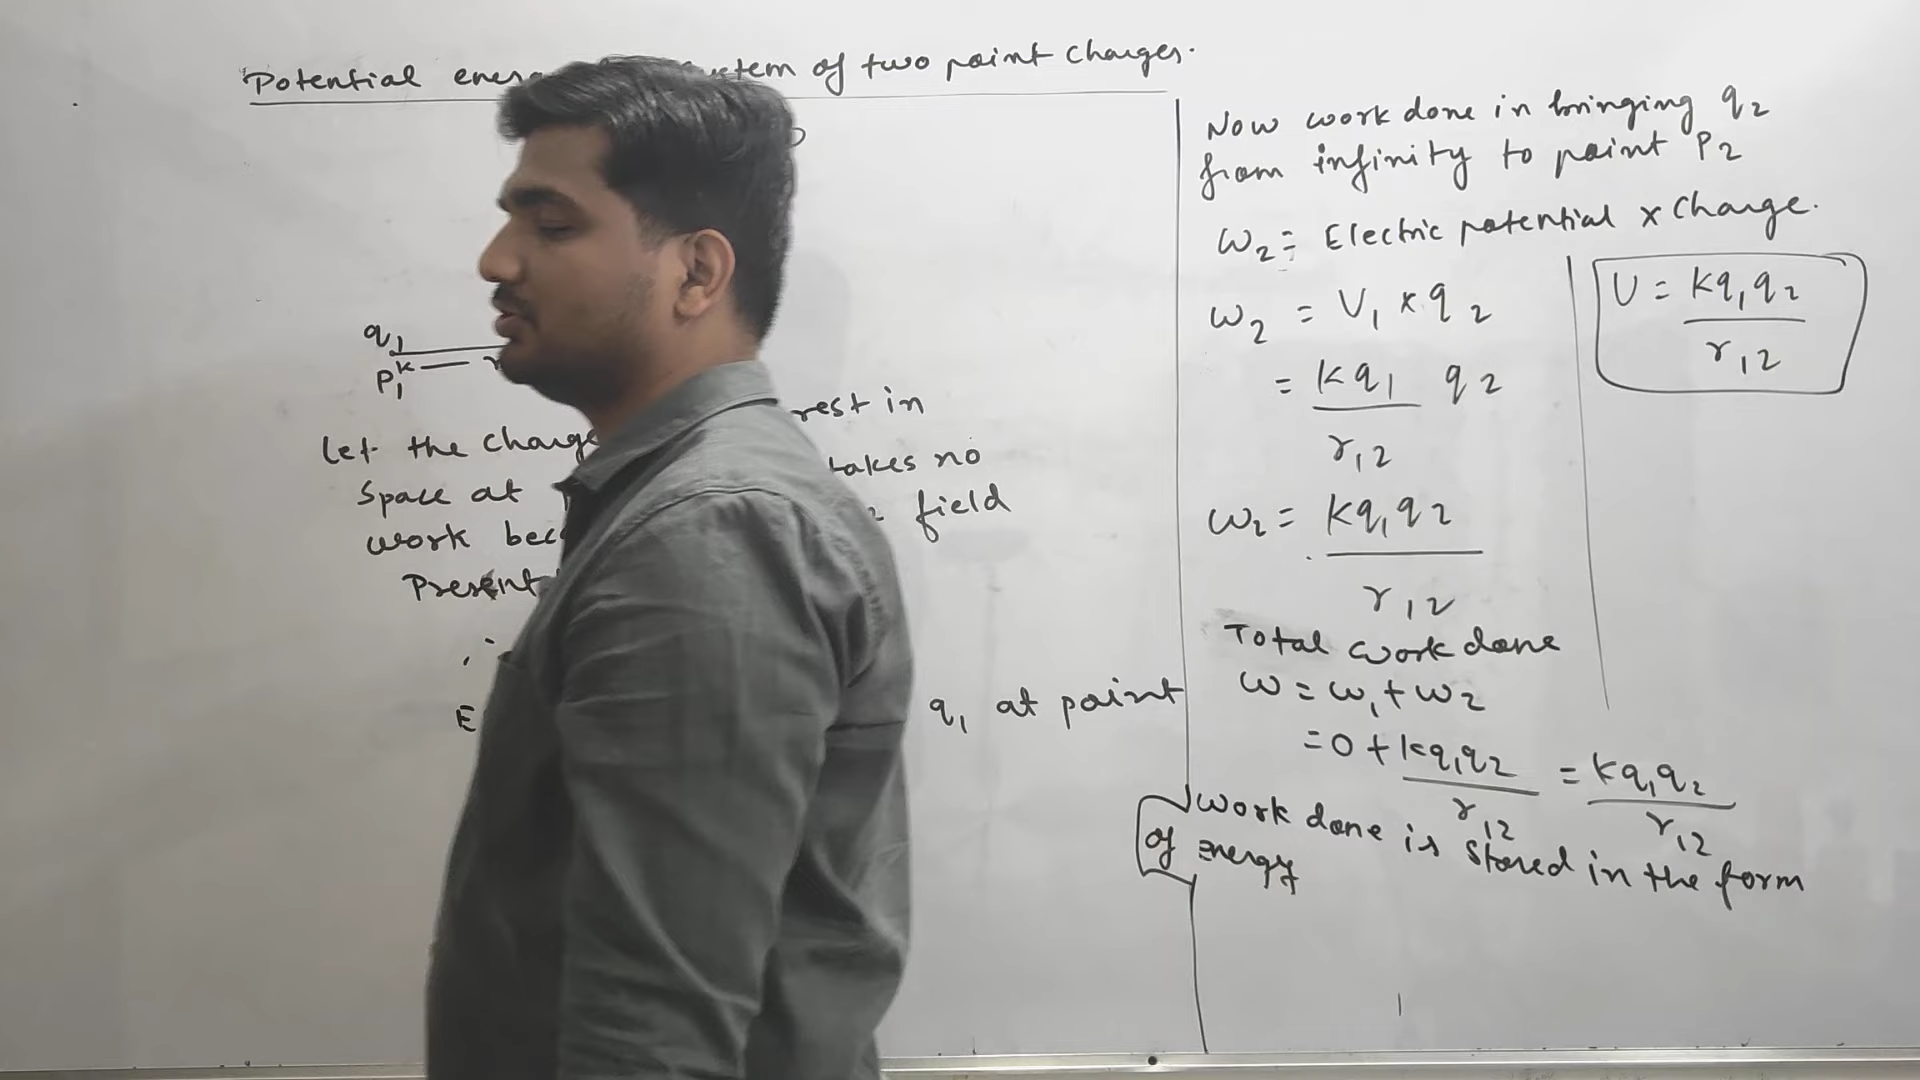 Potential system of two point charges.
q1
P1
let the charge rest in
space at takes no
work field
Present
E q1 at point
Now work done in bringing q2
from infinity to point P2
W2 = Electric potential x Charge.
W2 = V1 x q2
= Kq1 q2
r12
W2 = Kq1q2
r12
Total work done
W = W1 + W2
= 0 + Kq1q2 = Kq1q2
r12 r12
work done is stored in the form
of energy
U = Kq1q2
r12